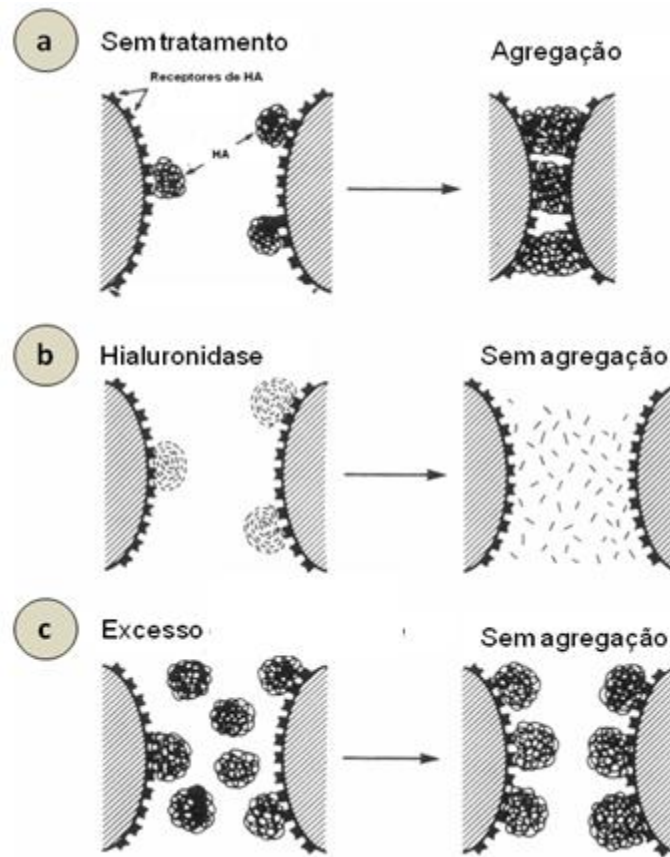 a
Sem tratamento
Agregação
Receptores de HA
HA
b
Hialuronidase
Sem agregação
c
Excesso
Sem agregação